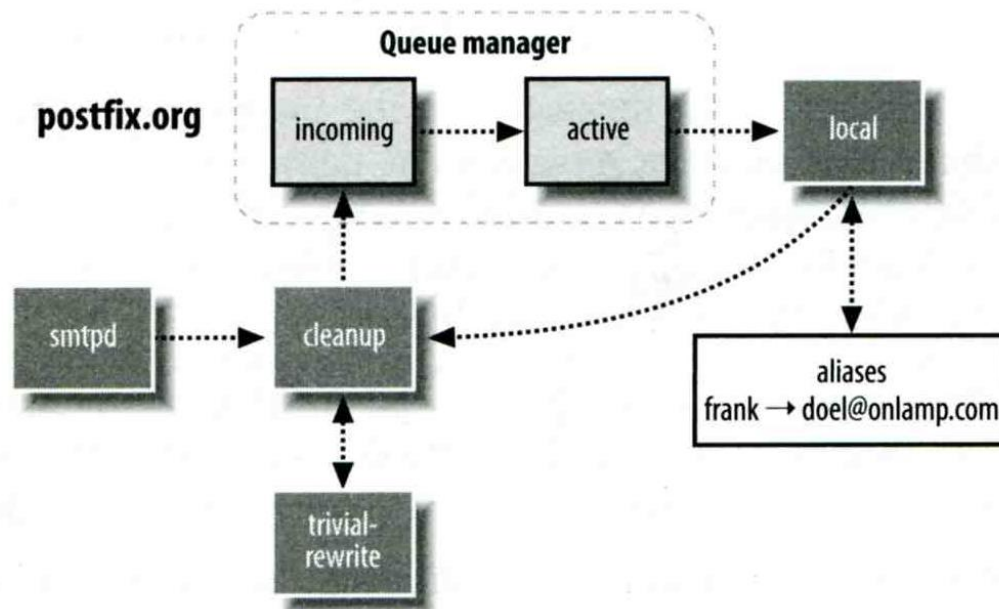 Queue manager
postfix.org
incoming
active
local
smtpd
cleanup
aliases
frank → doel@onlamp.com
trivial-
rewrite